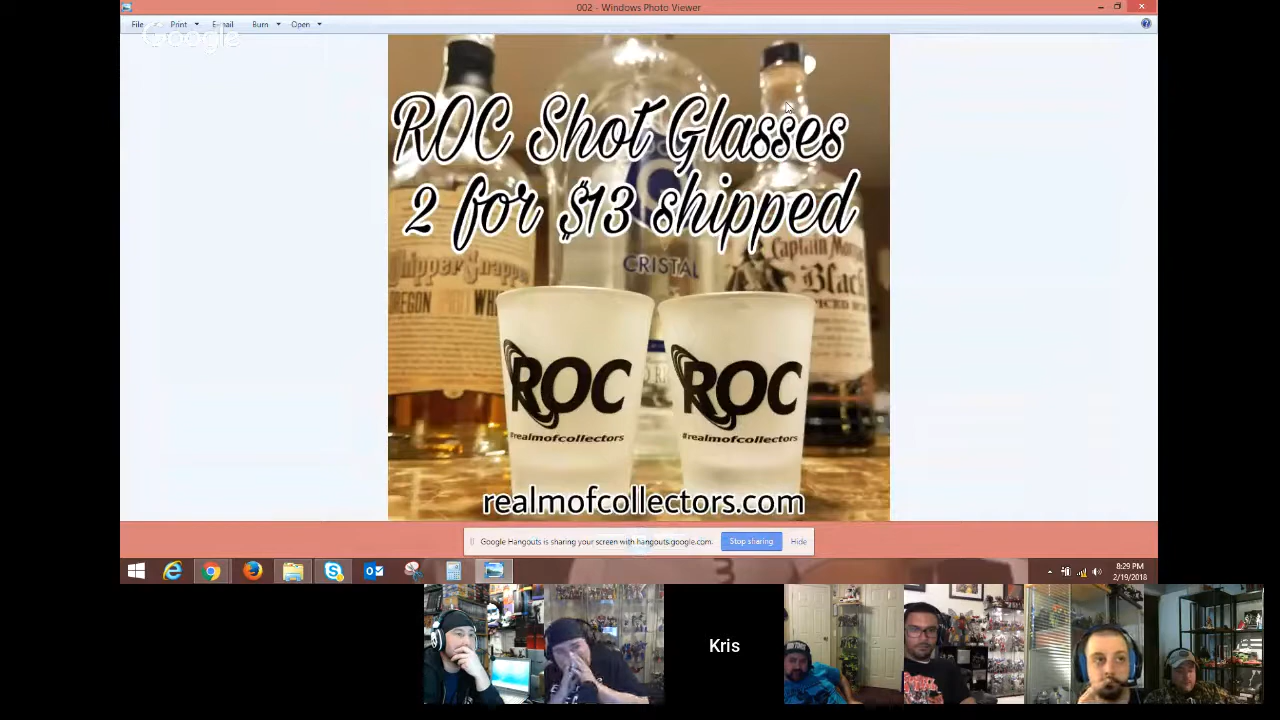 002 - Windows Photo Viewer
File
Print
E-mail
Burn
Open
Google
ROC Shot Glasses
2 for $13 shipped
CRISTAL
Black
ROC
#realmofcollectors
ROC
#realmofcollectors
realmofcollectors.com
Google Hangouts is sharing your screen with hangouts.google.com.
Stop sharing
Hide
8:29 PM
2/19/2018
Kris